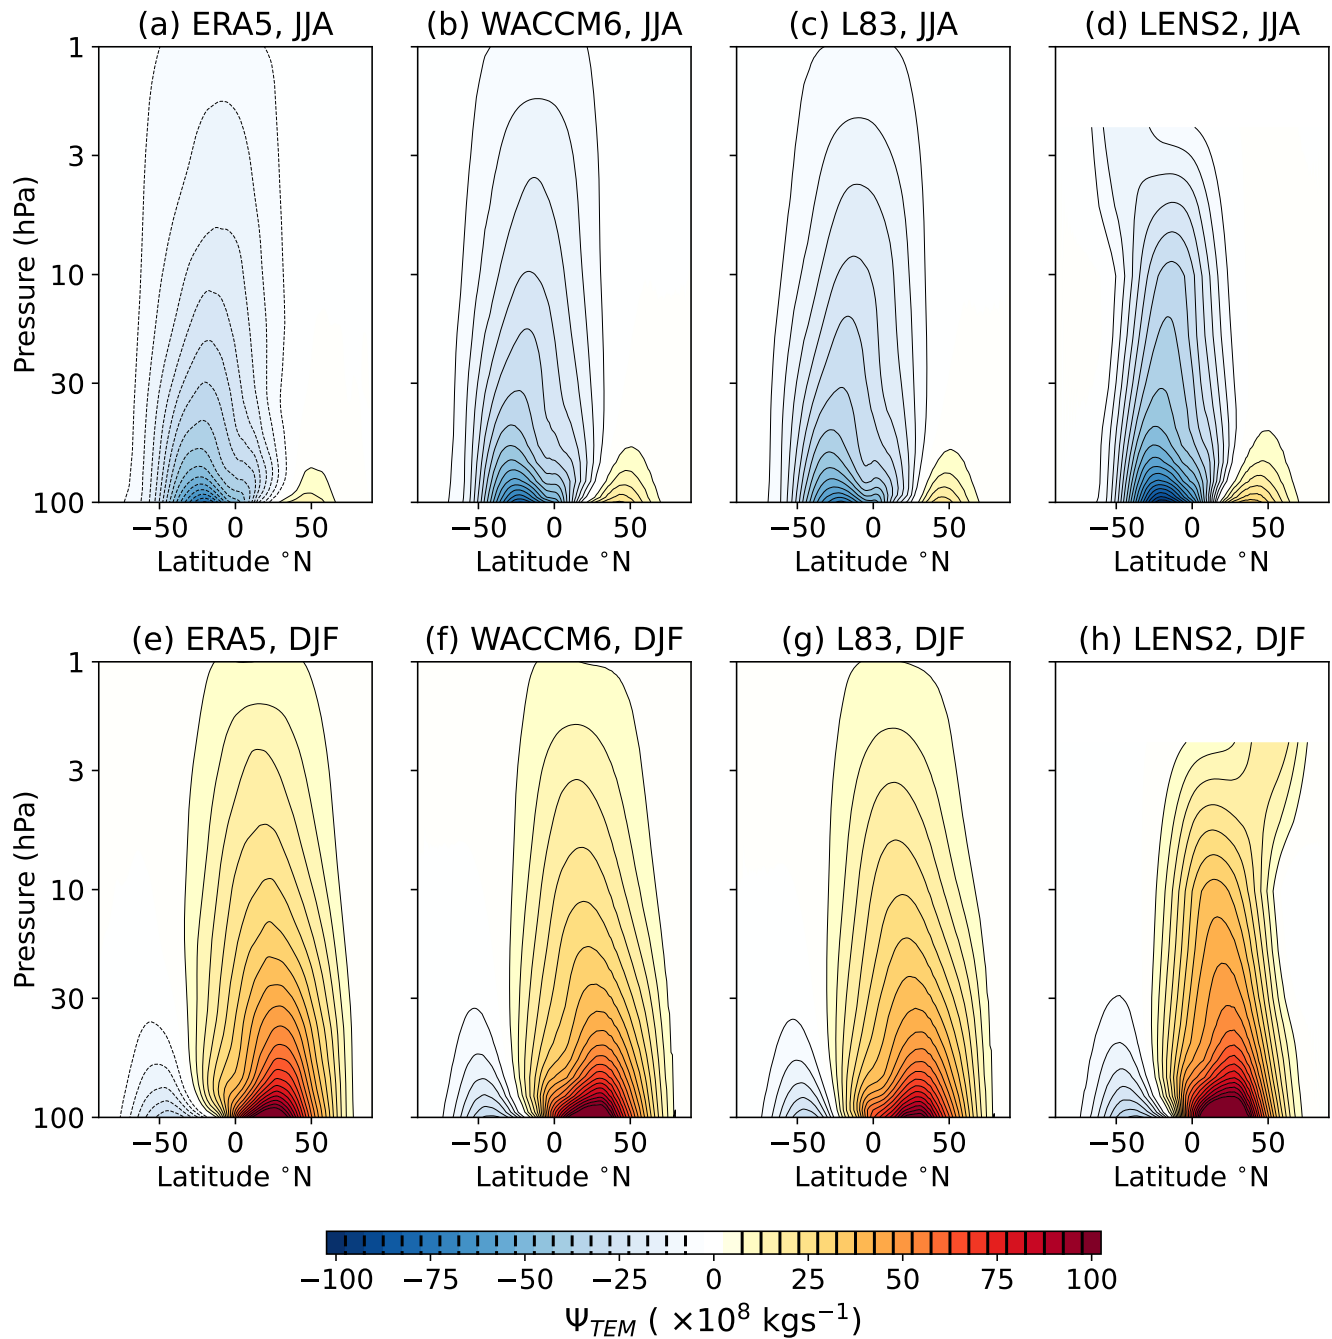 (a) ERA5, JJA
(b) WACCM6, JJA
(c) L83, JJA
(d) LENS2, JJA
1
3
10
30
100
Pressure (hPa)
−50 0 50
−50 0 50
−50 0 50
−50 0 50
Latitude °N
Latitude °N
Latitude °N
Latitude °N
(e) ERA5, DJF
(f) WACCM6, DJF
(g) L83, DJF
(h) LENS2, DJF
1
3
10
30
100
Pressure (hPa)
−50 0 50
−50 0 50
−50 0 50
−50 0 50
Latitude °N
Latitude °N
Latitude °N
Latitude °N
−100 −75 −50 −25 0 25 50 75 100
Ψ_TEM ( ×10⁸ kgs⁻¹)